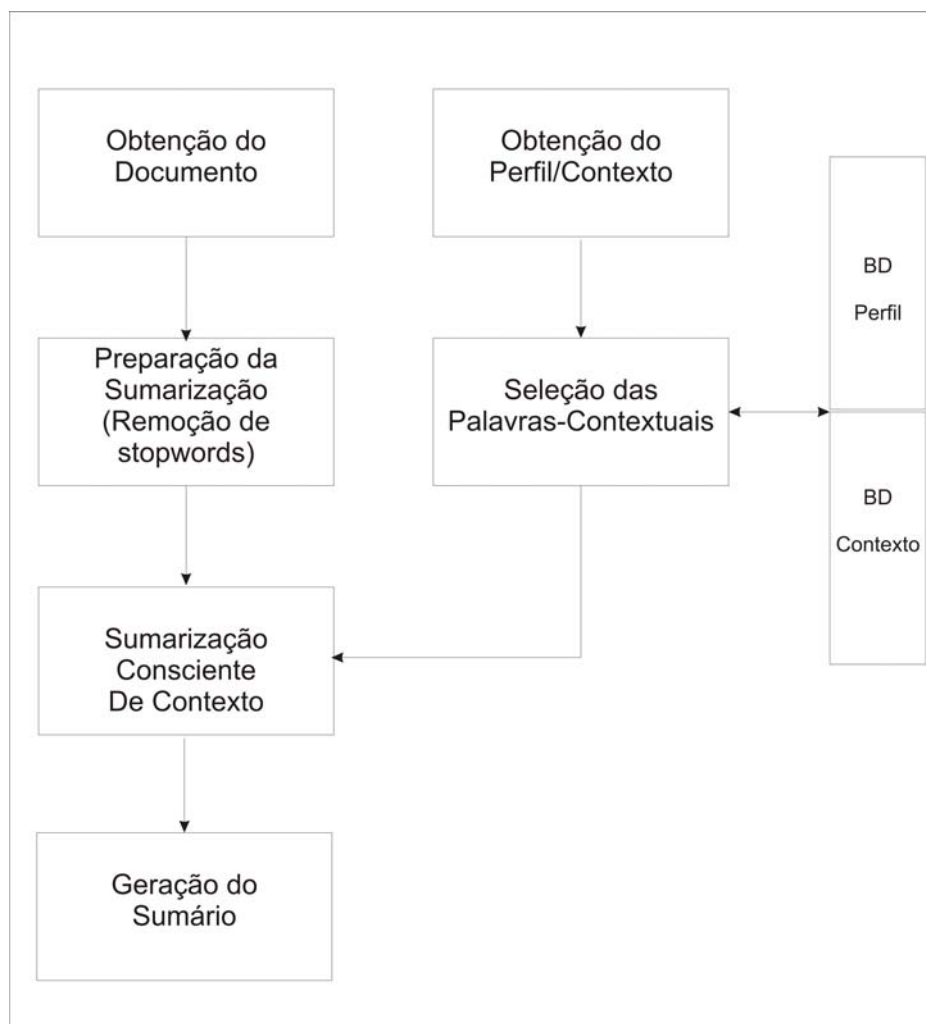 Obtenção do
Documento
Obtenção do
Perfil/Contexto
BD
Perfil
Preparação da
Sumarização
(Remoção de
stopwords)
Seleção das
Palavras-Contextuais
BD
Contexto
Sumarização
Consciente
De Contexto
Geração do
Sumário